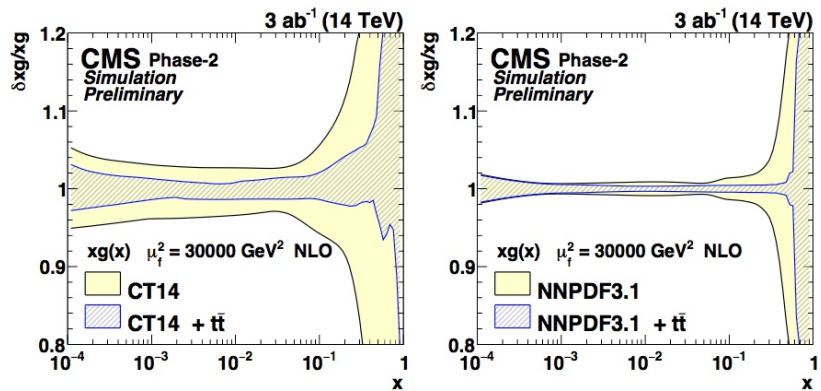 3 ab⁻¹ (14 TeV)
δxg/xg
1.2
1.1
1
0.9
0.8
CMS Phase-2
Simulation
Preliminary
xg(x) μ_f² = 30000 GeV² NLO
CT14
CT14 + tt̄
10⁻⁴ 10⁻³ 10⁻² 10⁻¹ 1
x
3 ab⁻¹ (14 TeV)
δxg/xg
1.2
1.1
1
0.9
0.8
CMS Phase-2
Simulation
Preliminary
xg(x) μ_f² = 30000 GeV² NLO
NNPDF3.1
NNPDF3.1 + tt̄
10⁻⁴ 10⁻³ 10⁻² 10⁻¹ 1
x